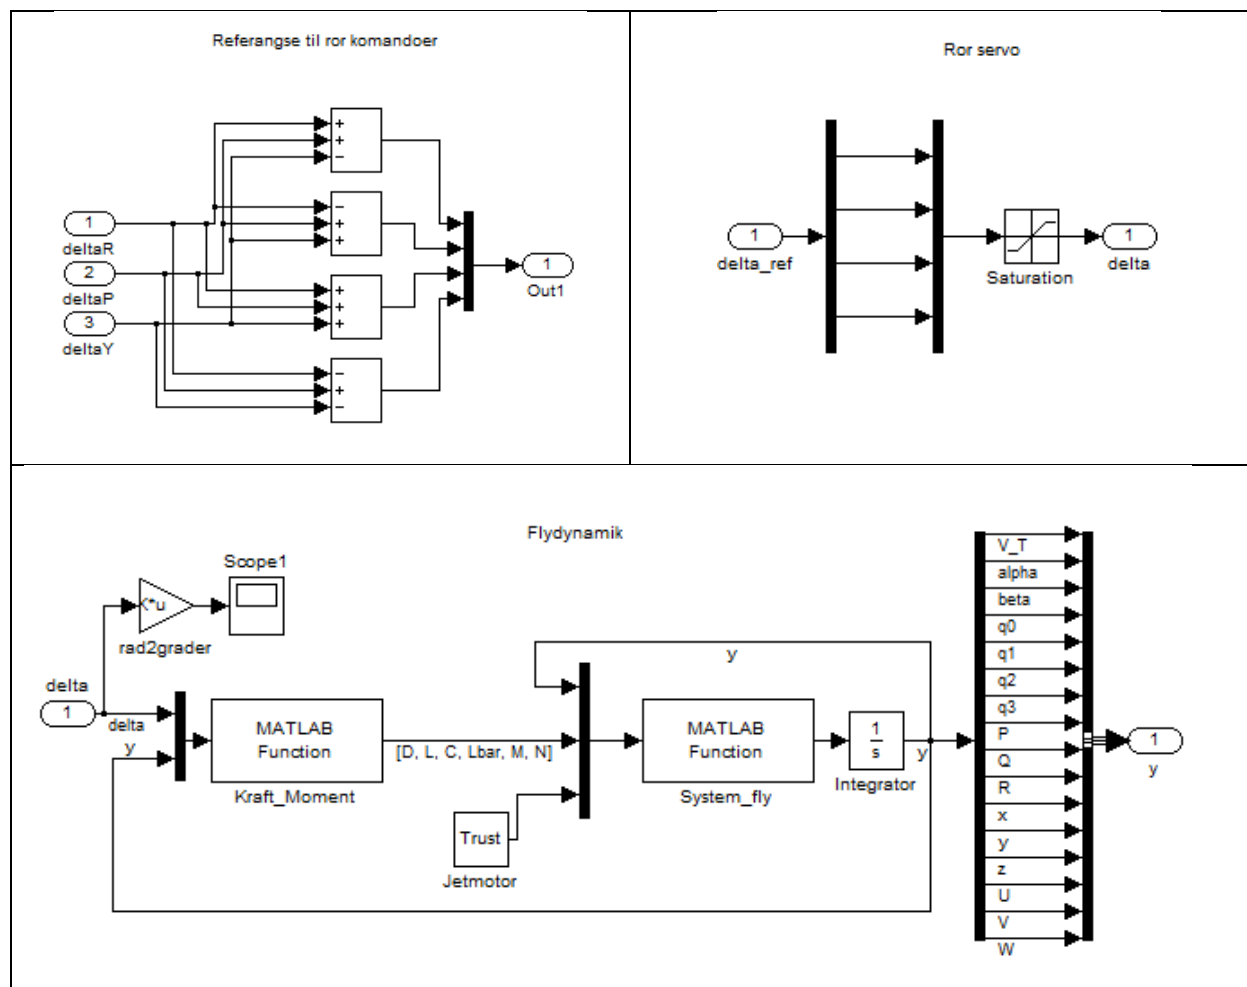 Referangse til ror komandoer
+
+
−
−
+
+
1
deltaR
2
deltaP
3
deltaY
+
+
+
−
+
−
1
Out1
Ror servo
1
delta_ref
Saturation
1
delta
Flydynamik
Scope1
K*u
rad2grader
delta
1
delta
y
MATLAB
Function
Kraft_Moment
[D, L, C, Lbar, M, N]
Trust
Jetmotor
y
MATLAB
Function
System_fly
1
s
Integrator
y
V_T
alpha
beta
q0
q1
q2
q3
P
Q
R
x
y
z
U
V
W
1
y